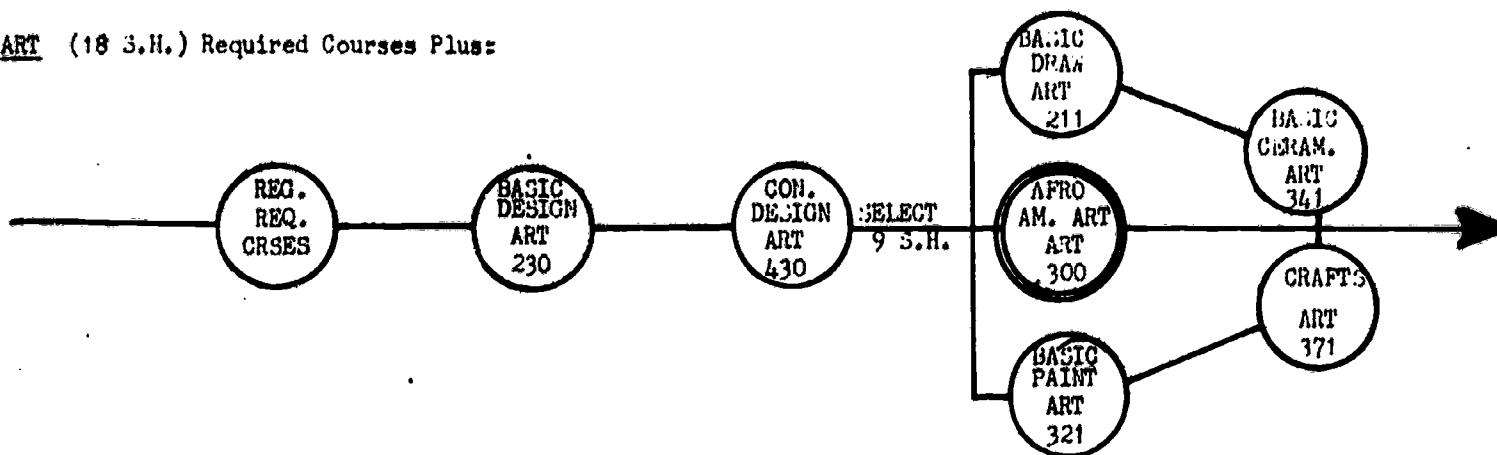 ART (18 S.H.) Required Courses Plus:
REG.
REQ.
CRSES
BASIC
DESIGN
ART
230
CON.
DESIGN
ART
430
SELECT
9 S.H.
BASIC
DRAW
ART
211
AFRO
AM. ART
ART
300
BASIC
PAINT
ART
321
BASIC
CERAM.
ART
341
CRAFTS
ART
371